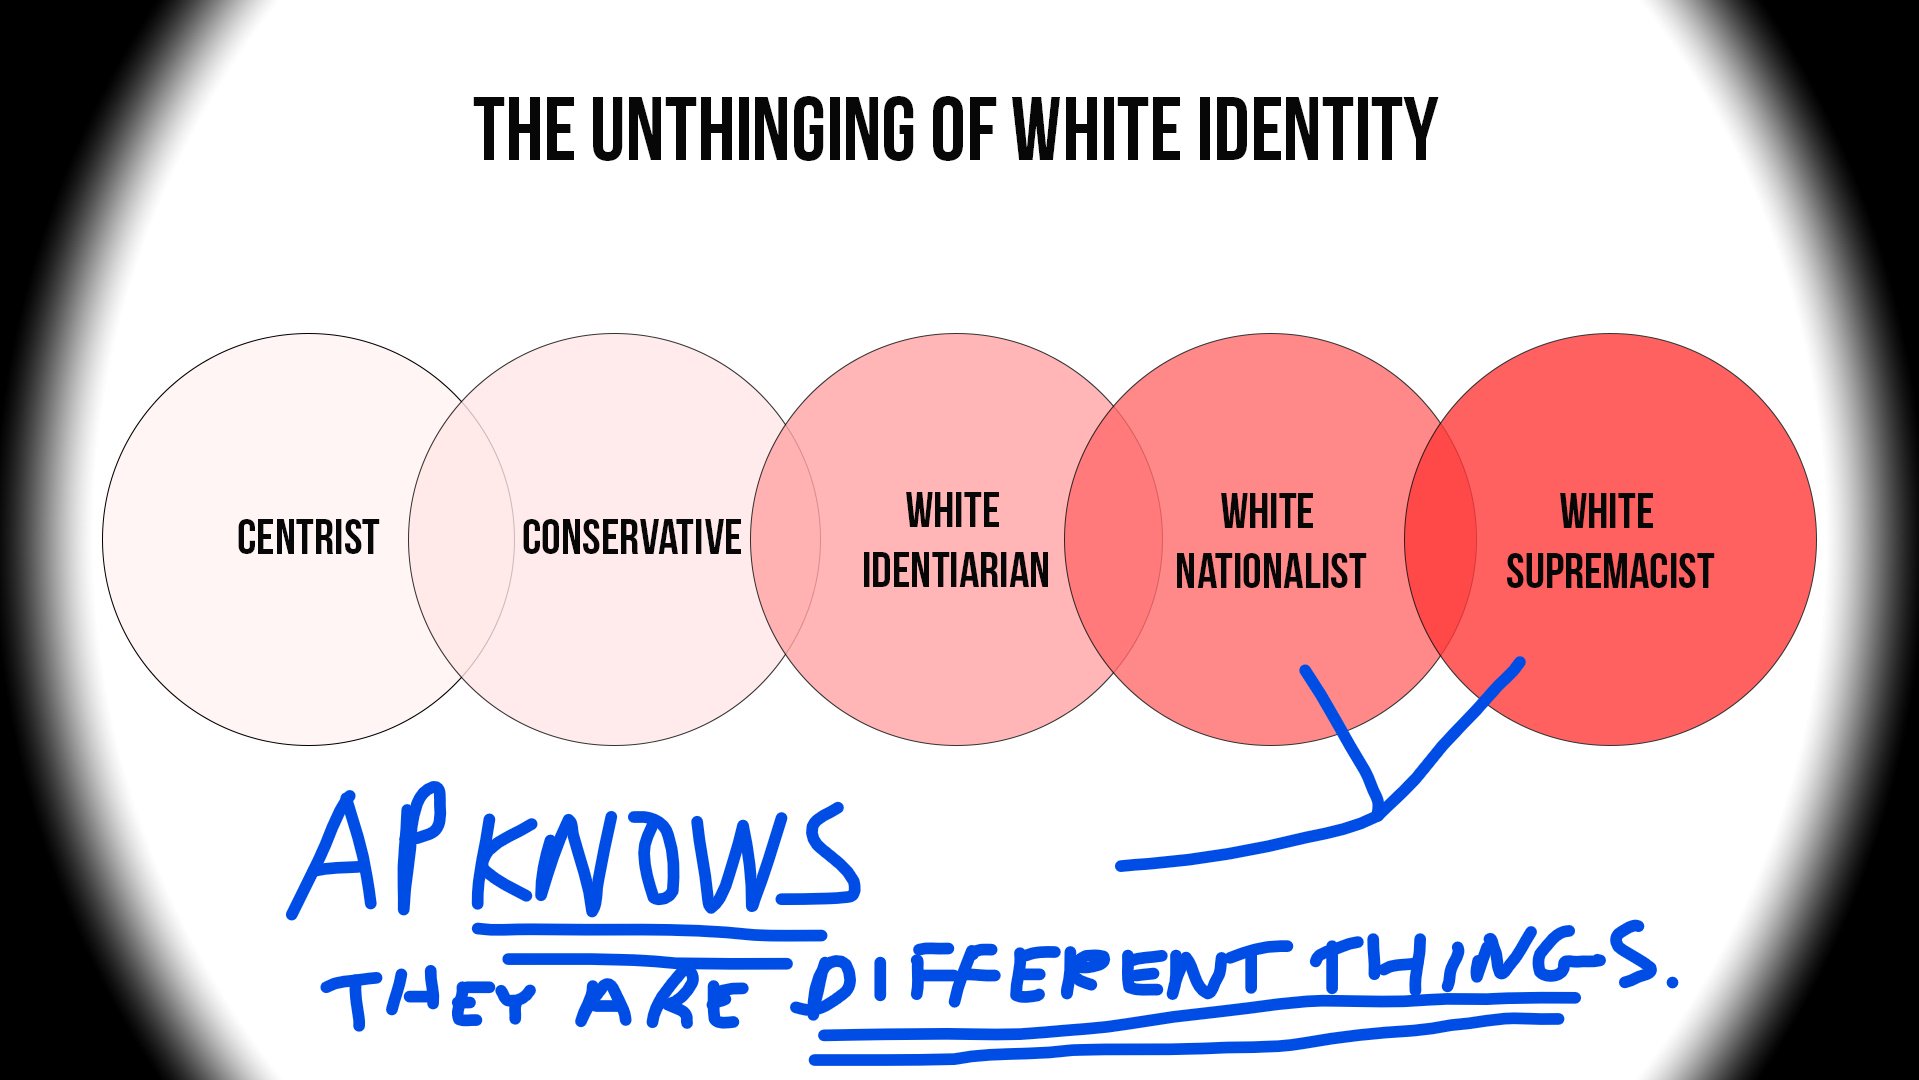 THE UNTHINGING OF WHITE IDENTITY
CENTRIST
CONSERVATIVE
WHITE
IDENTIARIAN
WHITE
NATIONALIST
WHITE
SUPREMACIST
AP KNOWS
THEY ARE DIFFERENT THINGS.